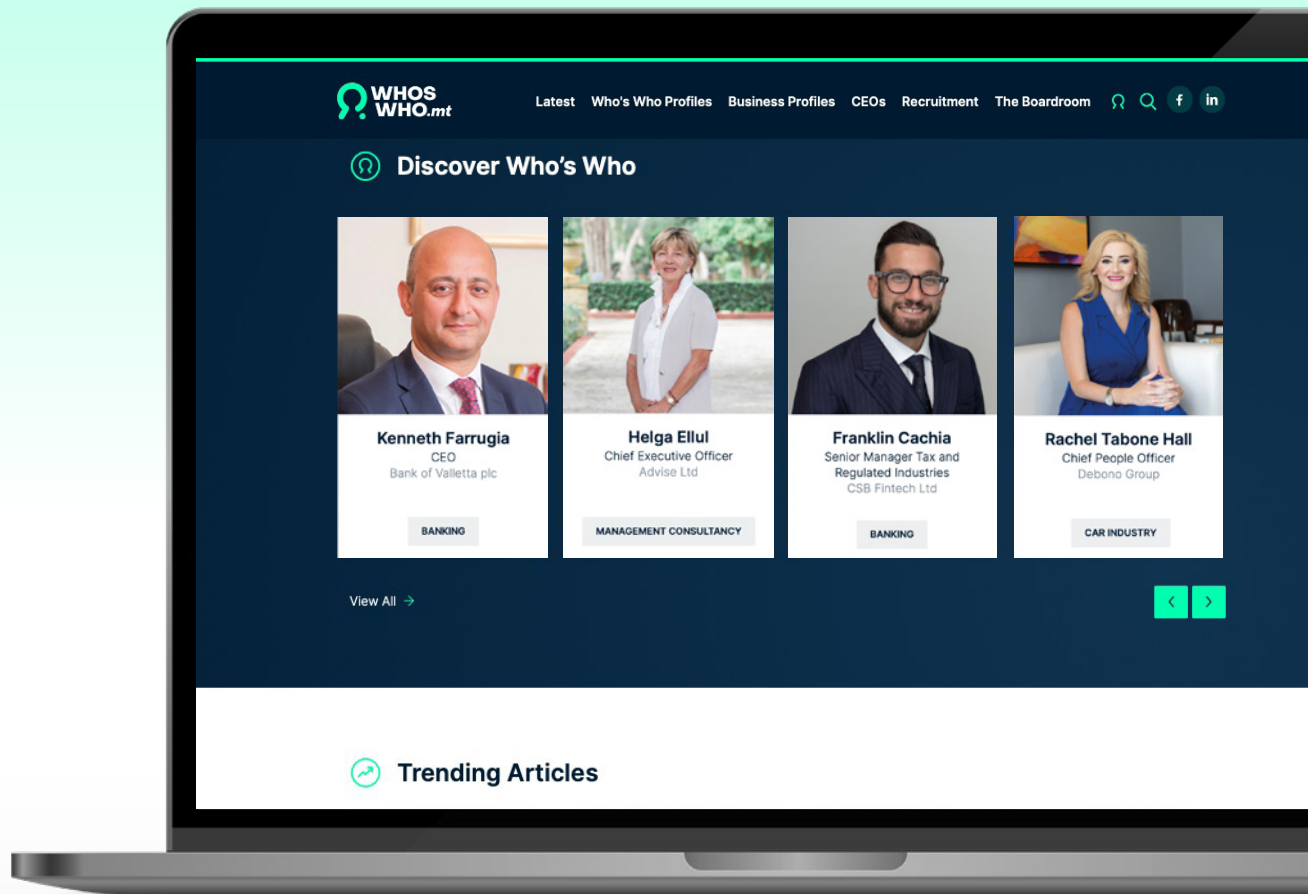 WHOS
WHO.mt
Latest Who's Who Profiles Business Profiles CEOs Recruitment The Boardroom f in
Discover Who's Who
Kenneth Farrugia
CEO
Bank of Valletta plc
BANKING
Helga Ellul
Chief Executive Officer
Advise Ltd
MANAGEMENT CONSULTANCY
Franklin Cachia
Senior Manager Tax and
Regulated Industries
CSB Fintech Ltd
BANKING
Rachel Tabone Hall
Chief People Officer
Debono Group
CAR INDUSTRY
View All →
Trending Articles